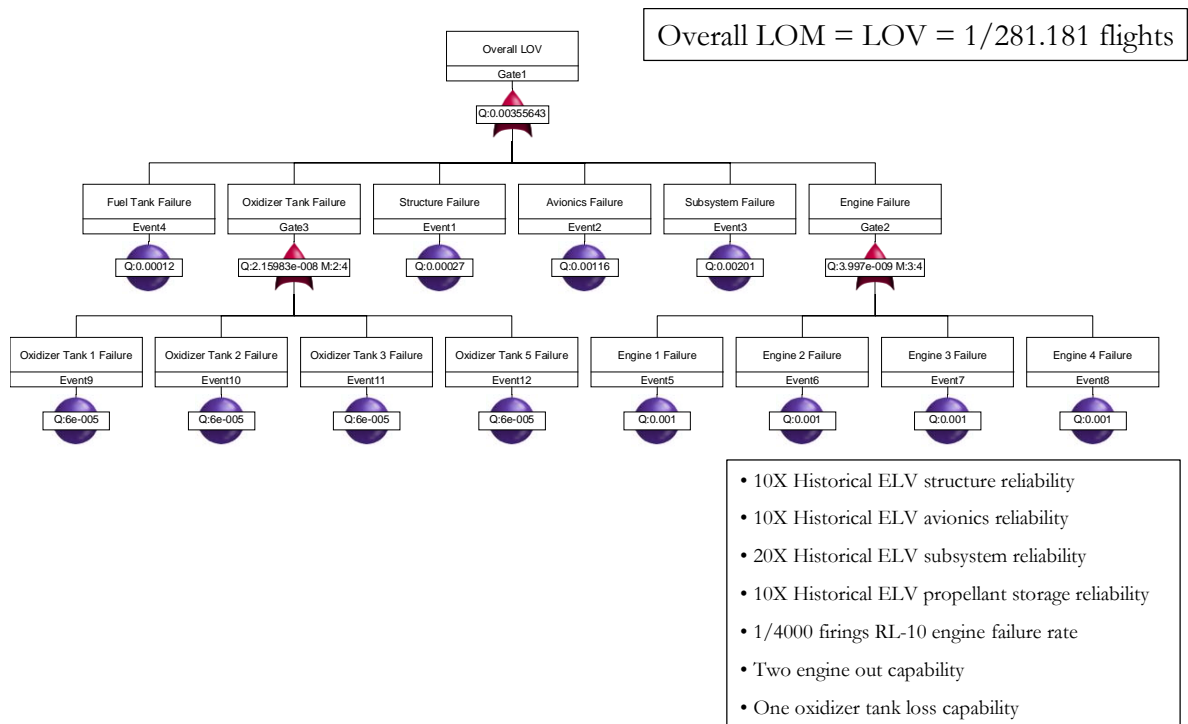 Overall LOM = LOV = 1/281.181 flights
Overall LOV
Gate1
Q:0.00355643
Fuel Tank Failure
Event4
Q:0.00012
Oxidizer Tank Failure
Gate3
Q:2.15983e-008 M:2:4
Structure Failure
Event1
Q:0.00027
Avionics Failure
Event2
Q:0.00116
Subsystem Failure
Event3
Q:0.00201
Engine Failure
Gate2
Q:3.997e-009 M:3:4
Oxidizer Tank 1 Failure
Event9
Q:6e-005
Oxidizer Tank 2 Failure
Event10
Q:6e-005
Oxidizer Tank 3 Failure
Event11
Q:6e-005
Oxidizer Tank 5 Failure
Event12
Q:6e-005
Engine 1 Failure
Event5
Q:0.001
Engine 2 Failure
Event6
Q:0.001
Engine 3 Failure
Event7
Q:0.001
Engine 4 Failure
Event8
Q:0.001
• 10X Historical ELV structure reliability
• 10X Historical ELV avionics reliability
• 20X Historical ELV subsystem reliability
• 10X Historical ELV propellant storage reliability
• 1/4000 firings RL-10 engine failure rate
• Two engine out capability
• One oxidizer tank loss capability